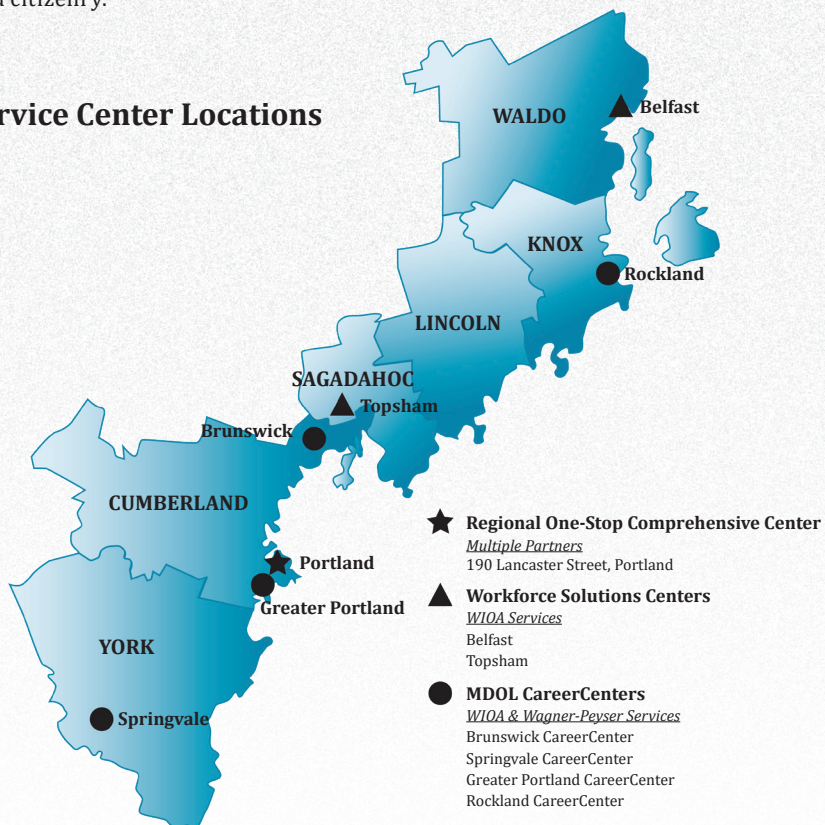 citizenry.
rvice Center Locations
WALDO
Belfast
KNOX
Rockland
LINCOLN
SAGADAHOC
Topsham
Brunswick
CUMBERLAND
Portland
Greater Portland
YORK
Springvale
Regional One-Stop Comprehensive Center
Multiple Partners
190 Lancaster Street, Portland
Workforce Solutions Centers
WIOA Services
Belfast
Topsham
MDOL CareerCenters
WIOA & Wagner-Peyser Services
Brunswick CareerCenter
Springvale CareerCenter
Greater Portland CareerCenter
Rockland CareerCenter